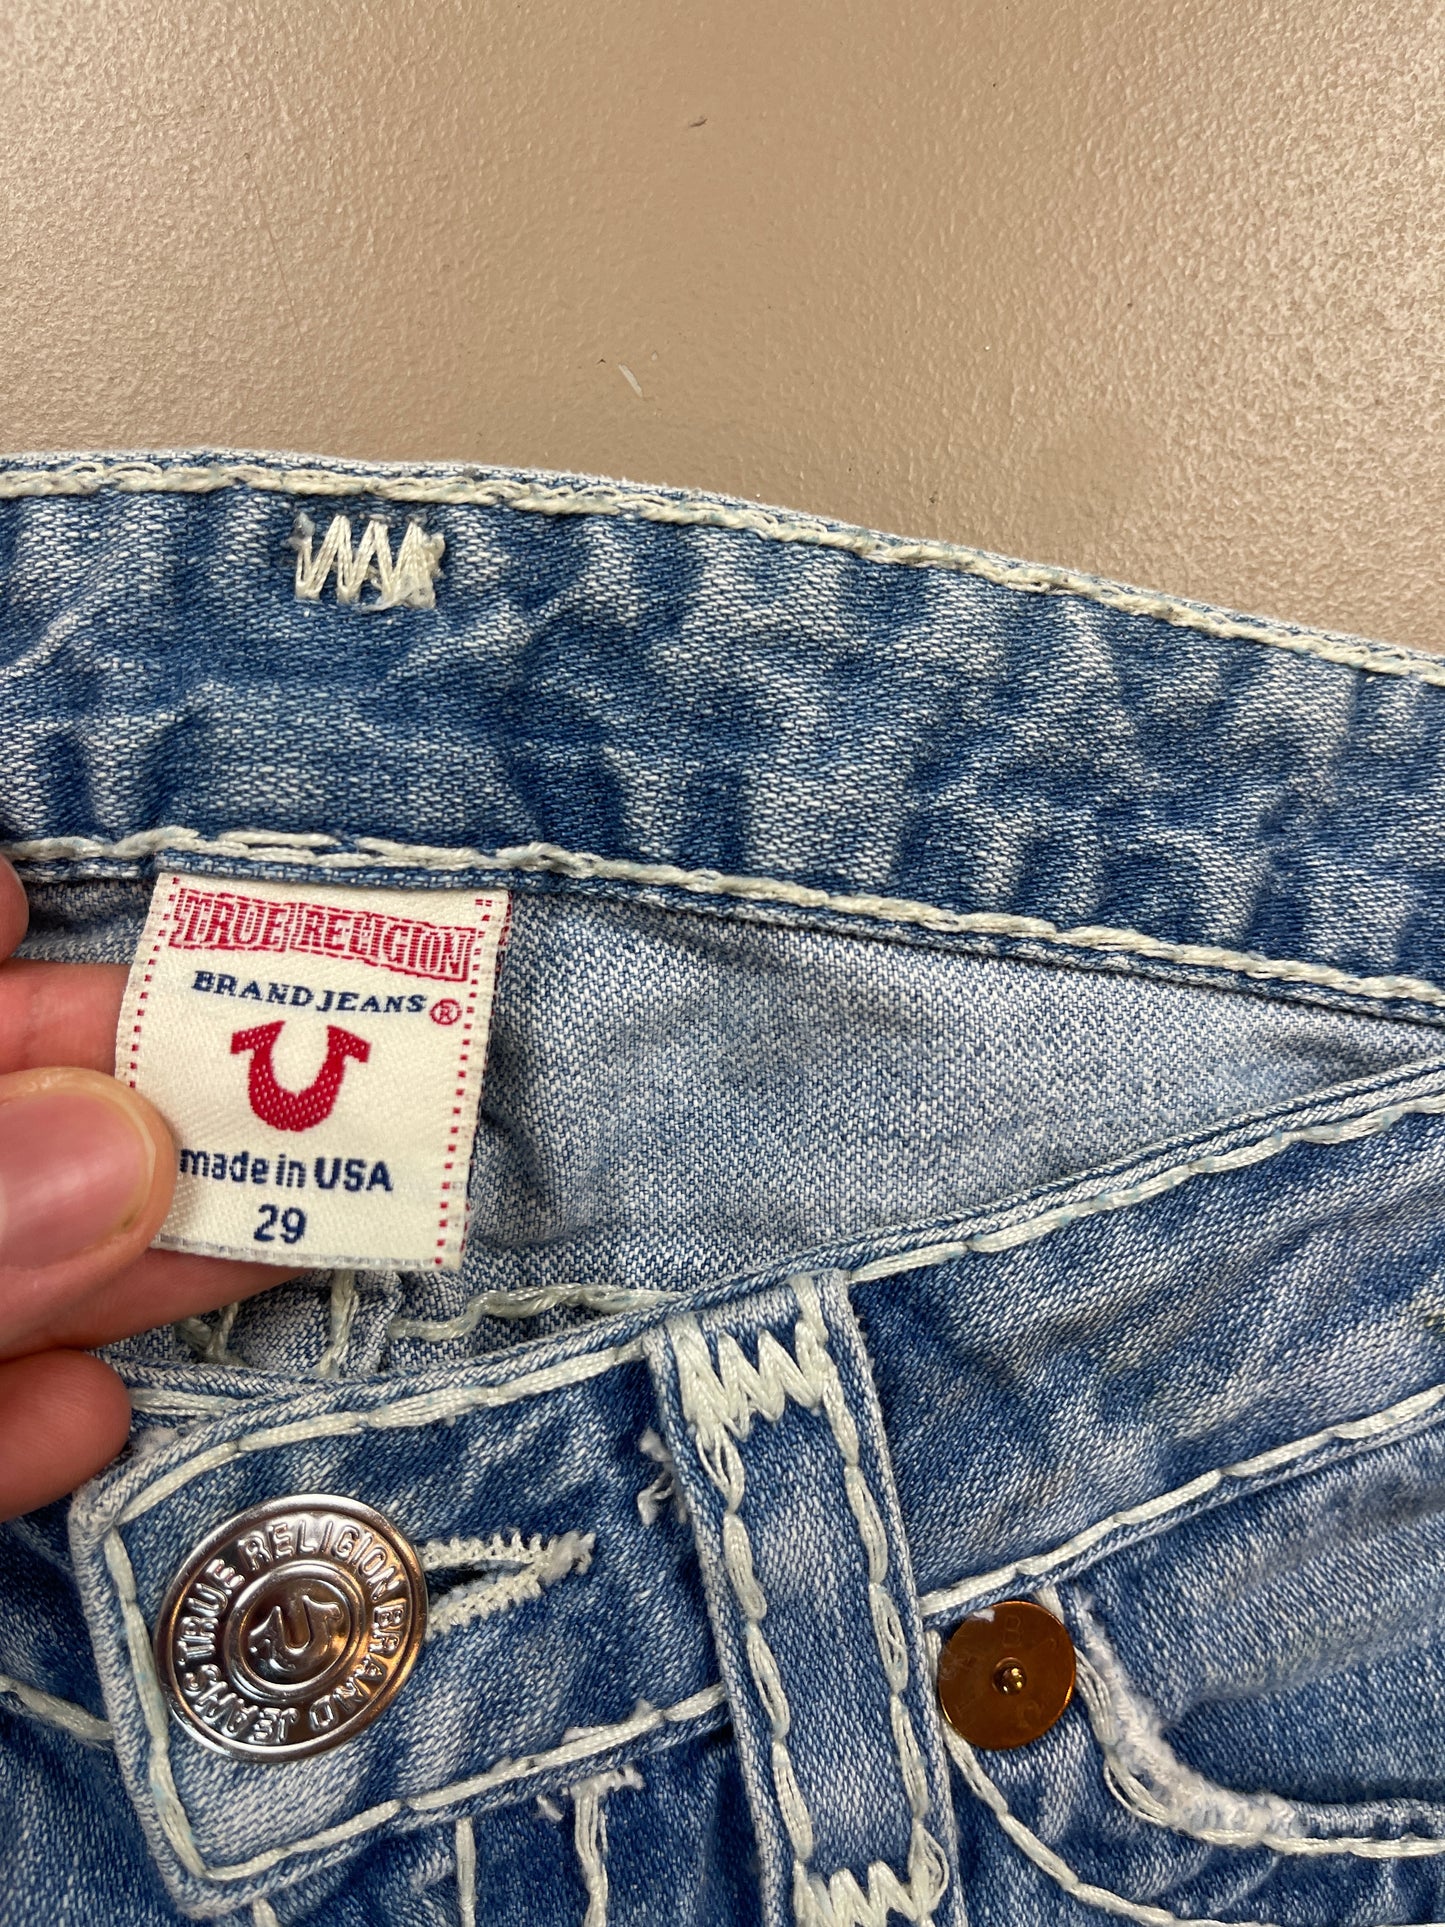 TRUE RELIGION
BRAND JEANS ®
made in USA
29
TRUE RELIGION BRAND JEANS